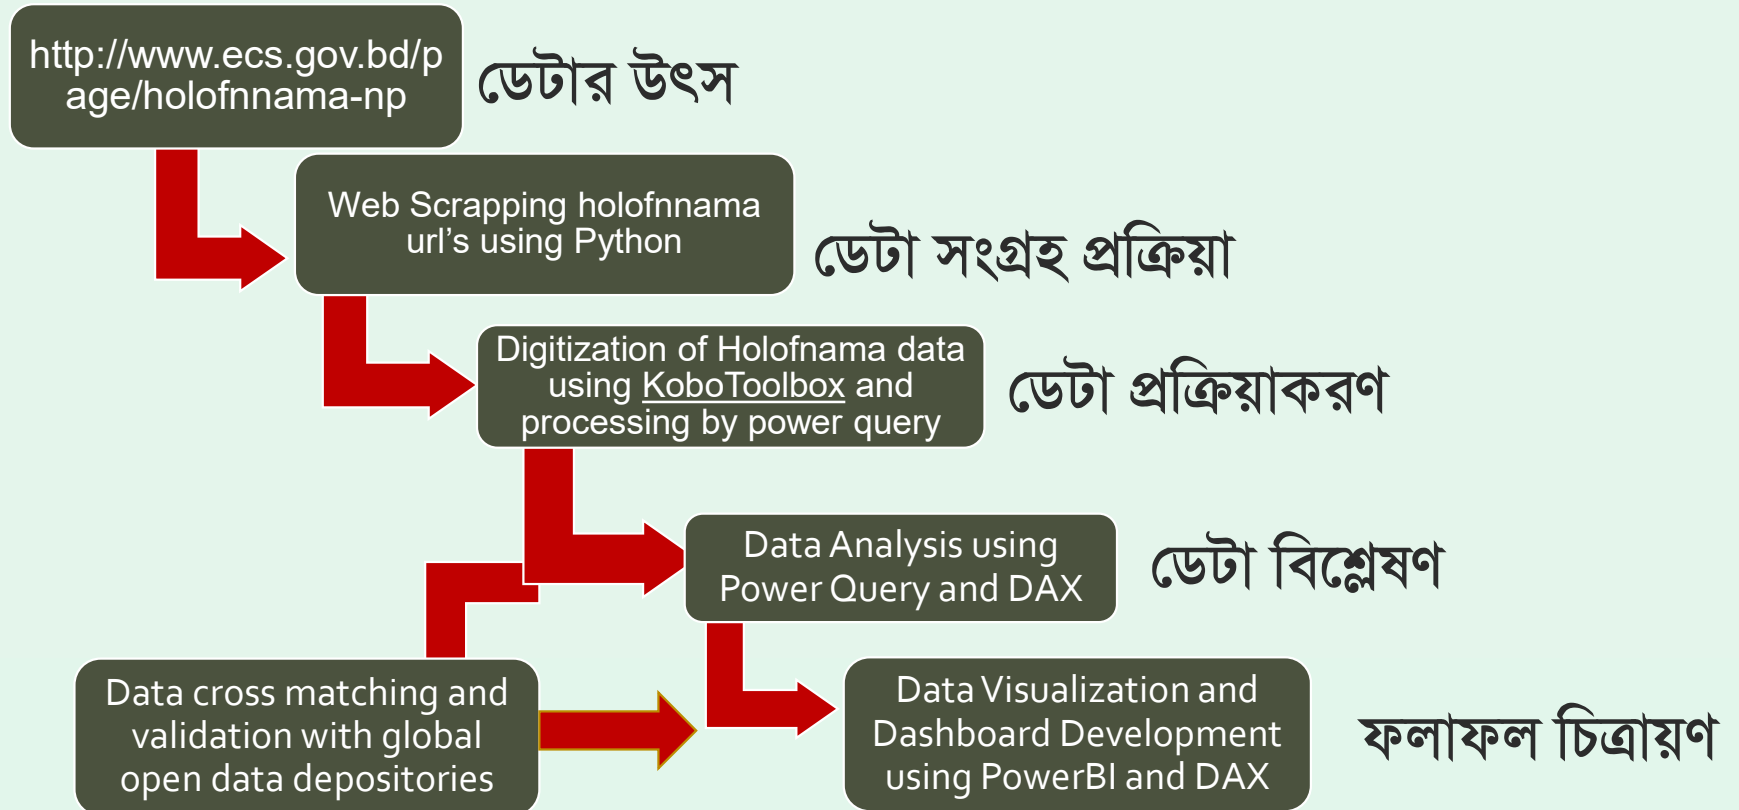 http://www.ecs.gov.bd/p
age/holofnnama-np
ডেটার উৎস
Web Scrapping holofnnama
url’s using Python
ডেটা সংগ্রহ প্রক্রিয়া
Digitization of Holofnama data
using KoboToolbox and
processing by power query
ডেটা প্রক্রিয়াকরণ
Data Analysis using
Power Query and DAX
ডেটা বিশ্লেষণ
Data cross matching and
validation with global
open data depositories
Data Visualization and
Dashboard Development
using PowerBI and DAX
ফলাফল চিত্রায়ণ